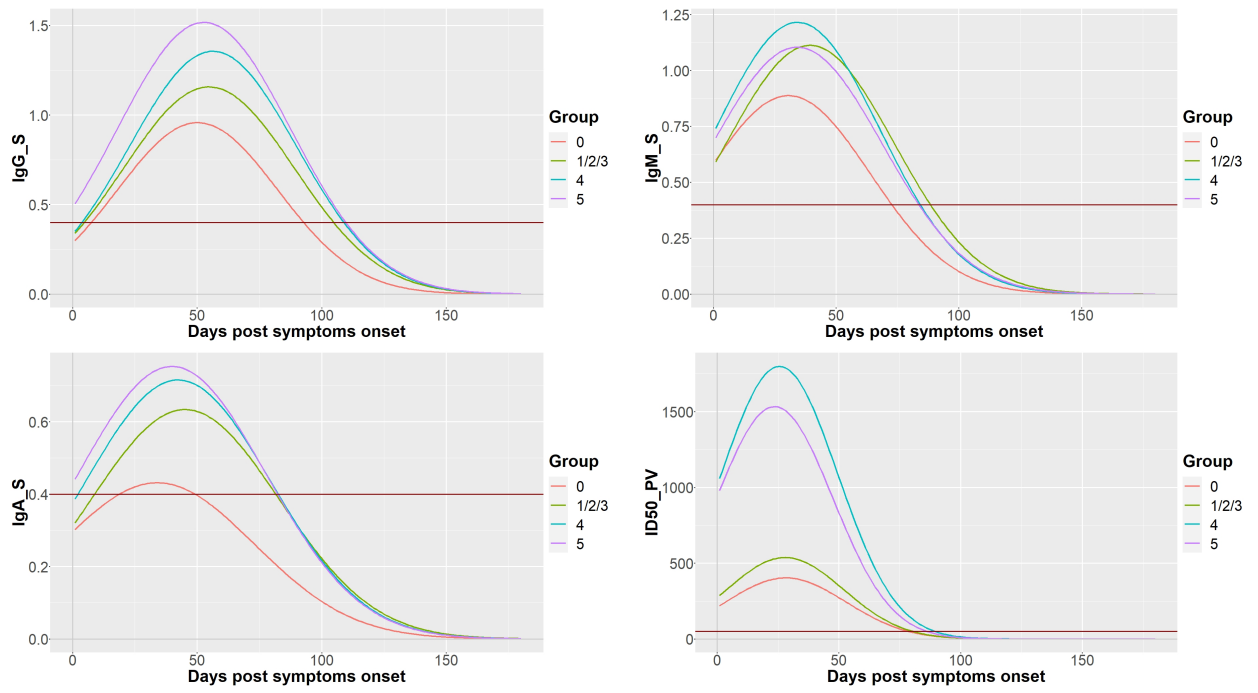 IgG_S
1.5
1.0
0.5
0.0
0 50 100 150
Days post symptoms onset
Group
0
1/2/3
4
5
IgM_S
1.25
1.00
0.75
0.50
0.25
0.00
0 50 100 150
Days post symptoms onset
Group
0
1/2/3
4
5
IgA_S
0.6
0.4
0.2
0.0
0 50 100 150
Days post symptoms onset
Group
0
1/2/3
4
5
ID50_PV
1500
1000
500
0
0 50 100 150
Days post symptoms onset
Group
0
1/2/3
4
5